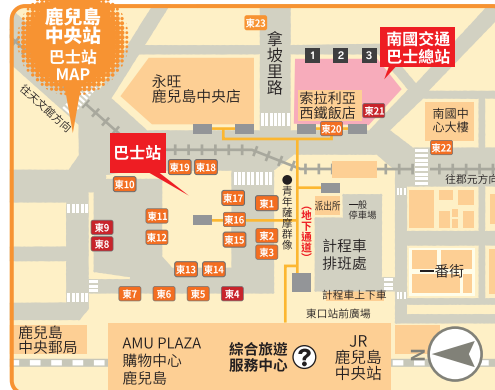 鹿兒島
中央站
巴士站
MAP
往天文館方向
東23
拿坡里路
南國交通
巴士總站
1
2
3
永旺
鹿兒島中央店
索拉利亞
西鐵飯店
東21
東20
南國中
心大樓
東22
巴士站
東19
東18
東10
往郡元方向
東17
東1
青年薩摩群像
(地下通道)
派出所
一般
停車場
東11
東16
東9
東12
東15
東2
東8
東3
計程車
排班處
東13
東14
一番街
東7
東6
東5
東4
計程車上下車
東口站前廣場
鹿兒島
中央郵局
AMU PLAZA
購物中心
鹿兒島
綜合旅遊
服務中心
?
JR
鹿兒島
中央站
N